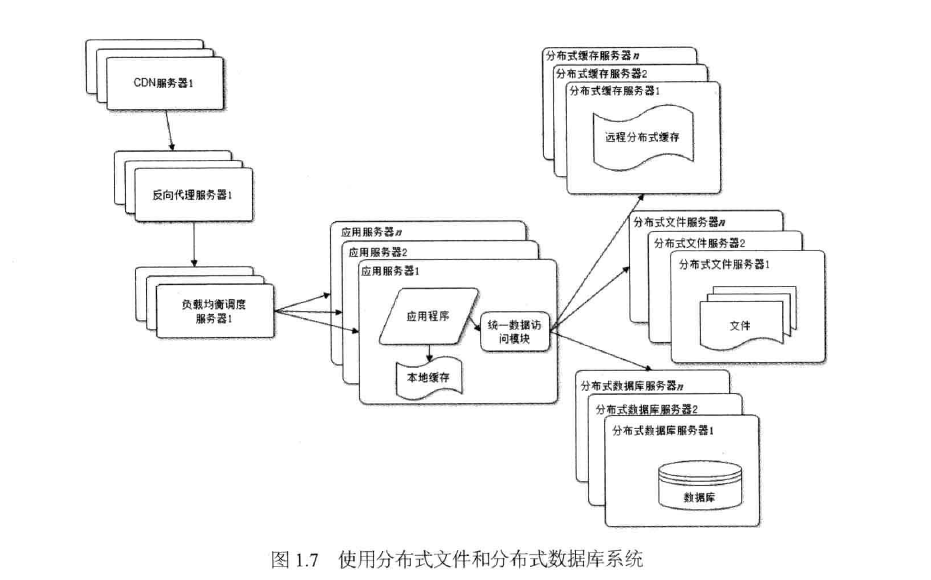 CDN服务器1
反向代理服务器1
负载均衡调度
服务器1
应用服务器n
应用服务器2
应用服务器1
应用程序
统一数据访
问模块
本地缓存
分布式缓存服务器n
分布式缓存服务器2
分布式缓存服务器1
远程分布式缓存
分布式文件服务器n
分布式文件服务器2
分布式文件服务器1
文件
分布式数据库服务器n
分布式数据库服务器2
分布式数据库服务器1
数据库
图 1.7 使用分布式文件和分布式数据库系统